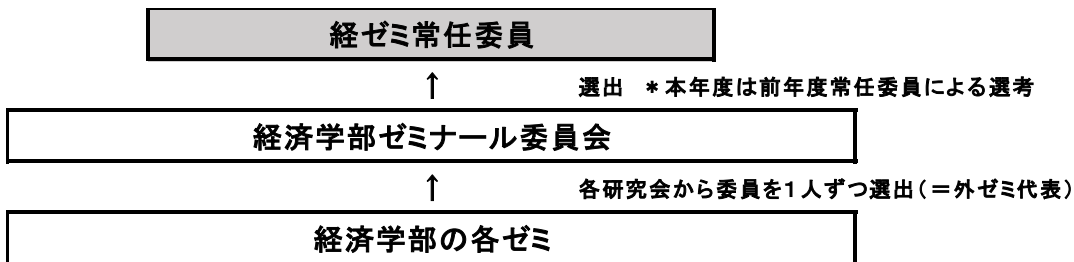 経ゼミ常任委員
↑ 選出 *本年度は前年度常任委員による選考
経済学部ゼミナール委員会
↑ 各研究会から委員を1人ずつ選出(=外ゼミ代表)
経済学部の各ゼミ